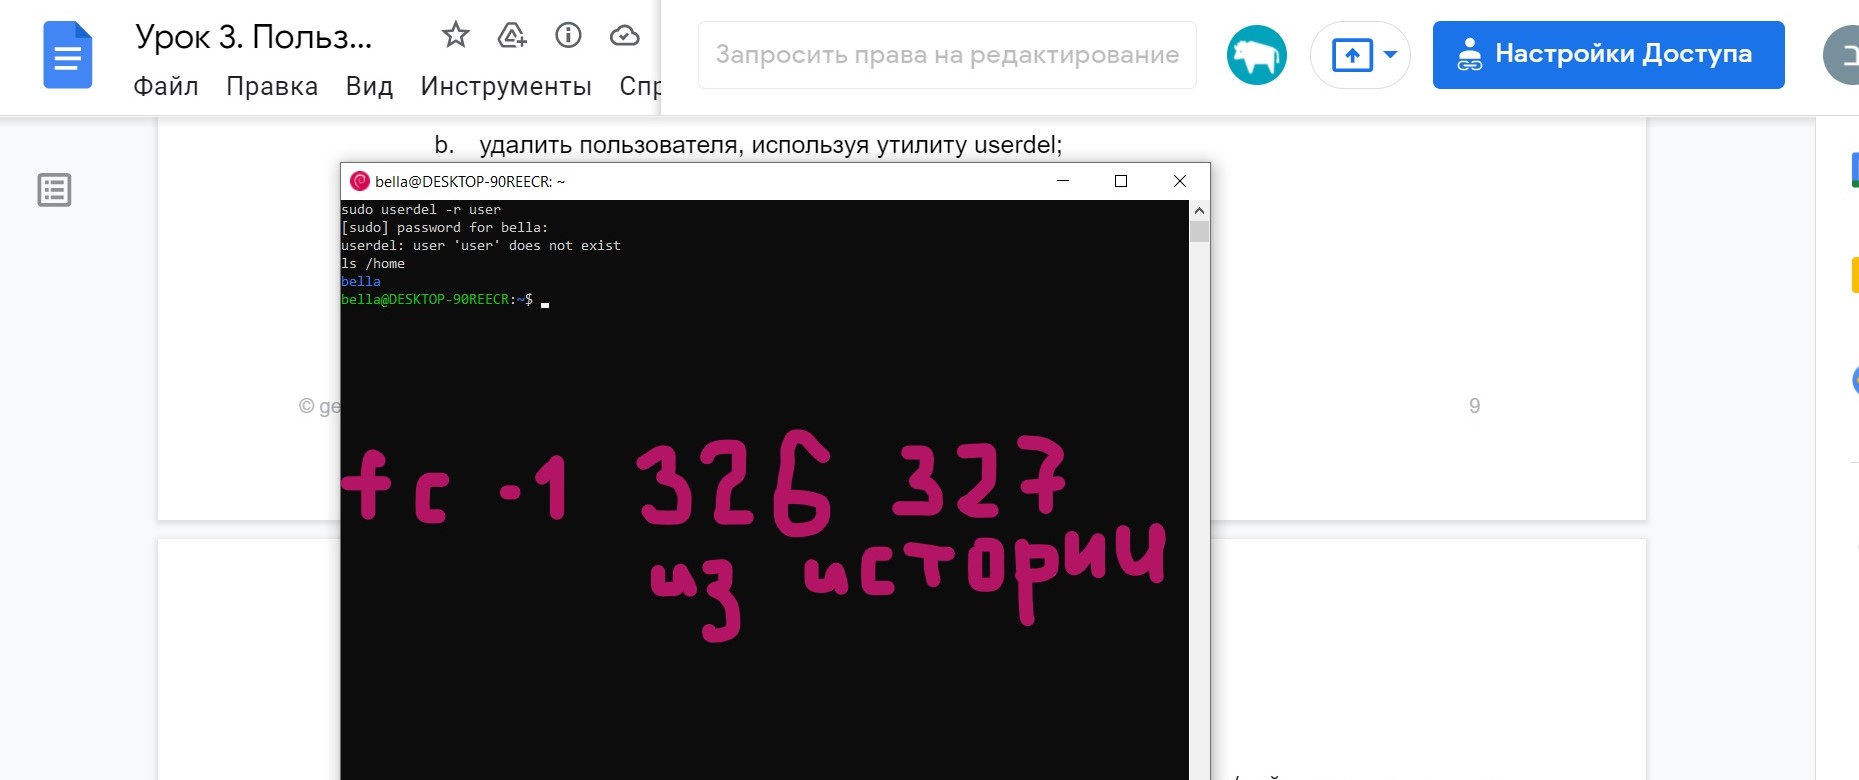 Урок 3. Польз...
Файл Правка Вид Инструменты Спр
Запросить права на редактирование
Настройки Доступа
b. удалить пользователя, используя утилиту userdel;
bella@DESKTOP-90REECR: ~
sudo userdel -r user
[sudo] password for bella:
userdel: user 'user' does not exist
ls /home
bella
bella@DESKTOP-90REECR:~$
© ge
9
fc -1 326 327
из истории